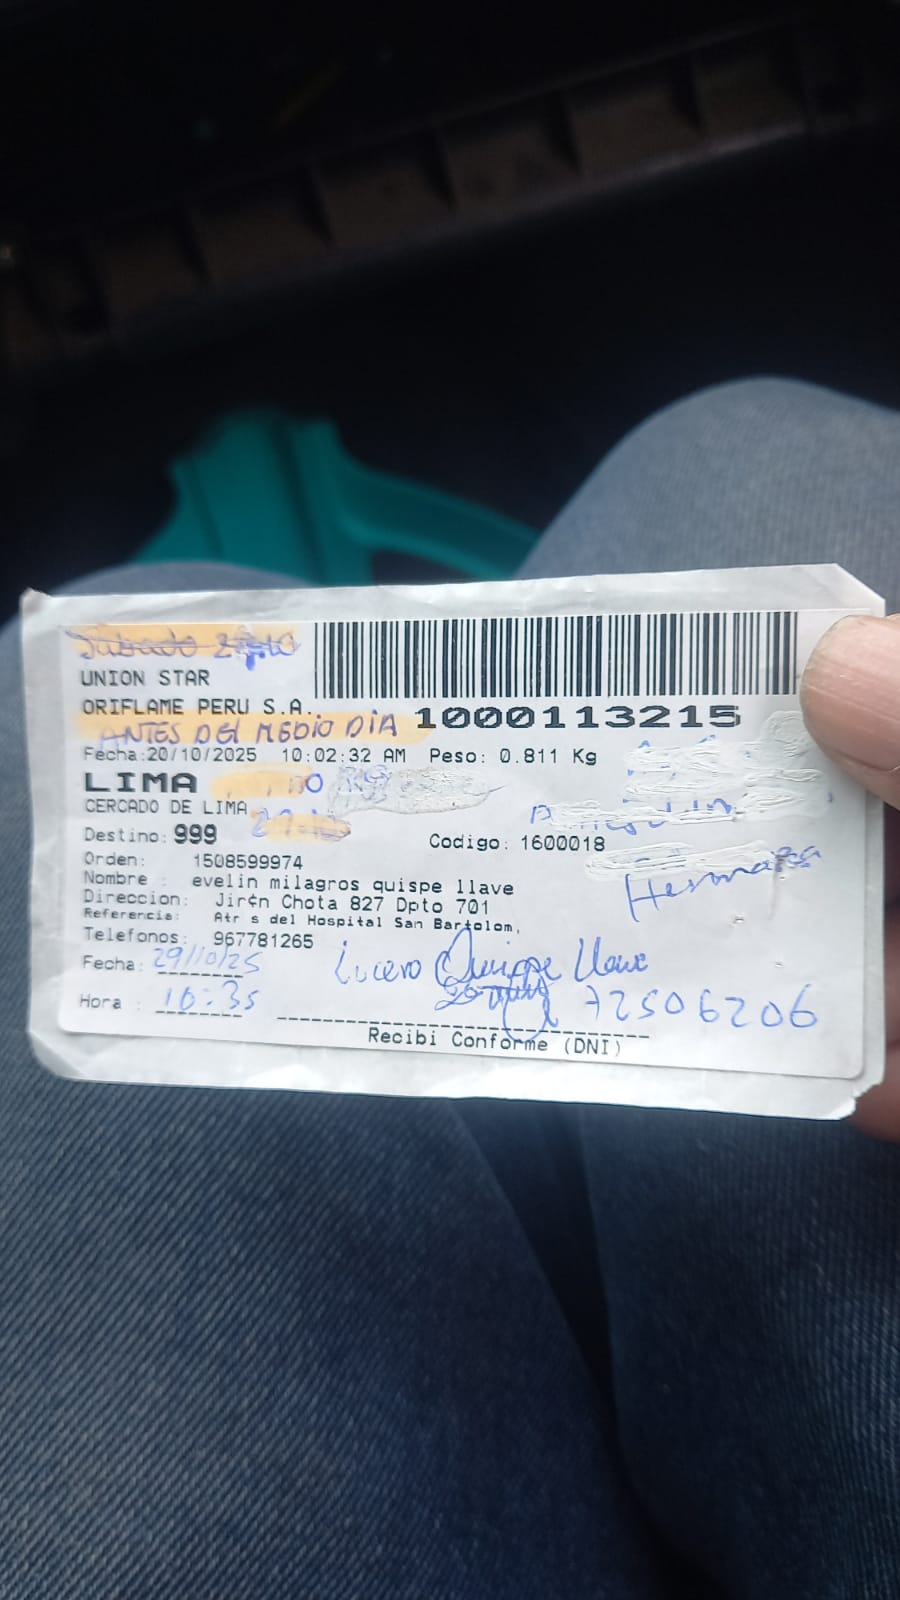 Sábado
UNION STAR
ORIFLAME PERU S.A.
ANTES DEL MEDIO DIA
1000113215
Fecha:20/10/2025 10:02:32 AM Peso: 0.811 Kg
LIMA
CERCADO DE LIMA
Destino: 999 Codigo: 1600018
Orden: 1508599974
Nombre : evelin milagros quispe llave
Hermana
Direccion: Jir¢n Chota 827 Dpto 701
Referencia: Atr s del Hospital San Bartolom,
Telefonos: 967781265
Fecha: 29/10/25
Lucero Quispe Llave
Hora : 10:35
72506206
Recibi Conforme (DNI)